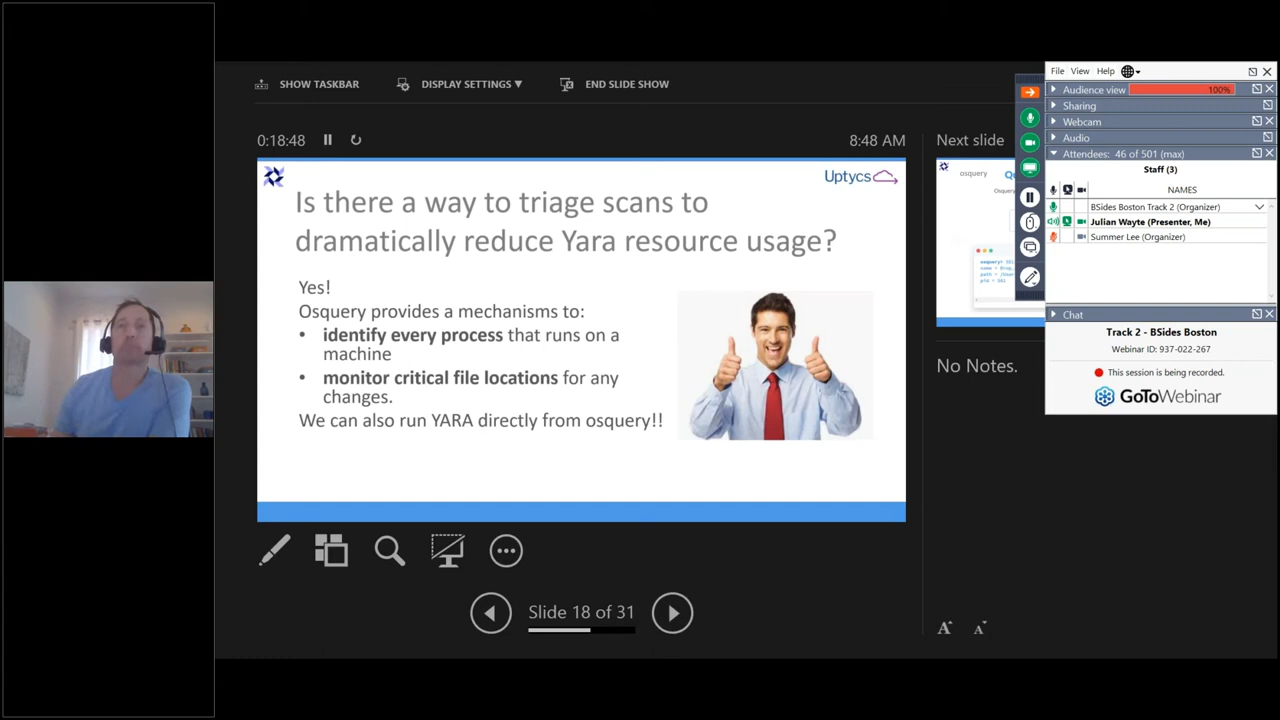 SHOW TASKBAR
DISPLAY SETTINGS ▼
END SLIDE SHOW
0:18:48
8:48 AM
Uptycs
Is there a way to triage scans to
dramatically reduce Yara resource usage?
Yes!
Osquery provides a mechanisms to:
• identify every process that runs on a
machine
• monitor critical file locations for any
changes.
We can also run YARA directly from osquery!!
Slide 18 of 31
Next slide
osquery
No Notes.
File View Help
Audience view 100%
Sharing
Webcam
Audio
Attendees: 46 of 501 (max)
Staff (3)
NAMES
BSides Boston Track 2 (Organizer)
Julian Wayte (Presenter, Me)
Summer Lee (Organizer)
Chat
Track 2 - BSides Boston
Webinar ID: 937-022-267
This session is being recorded.
GoToWebinar